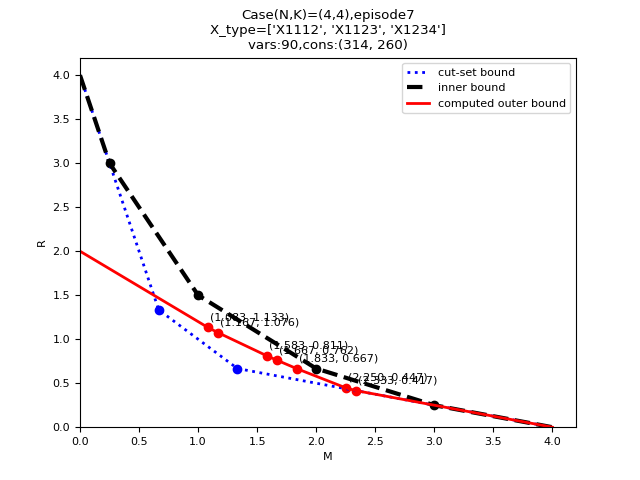 Case(N,K)=(4,4),episode7
X_type=['X1112', 'X1123', 'X1234']
vars:90,cons:(314, 260)
cut-set bound
inner bound
computed outer bound
(1.083, 1.133)
(1.167, 1.076)
(1.583, 0.811)
(1.667, 0.762)
(1.833, 0.667)
(2.250, 0.447)
(2.333, 0.417)
R
4.0
3.5
3.0
2.5
2.0
1.5
1.0
0.5
0.0
0.0 0.5 1.0 1.5 2.0 2.5 3.0 3.5 4.0
M